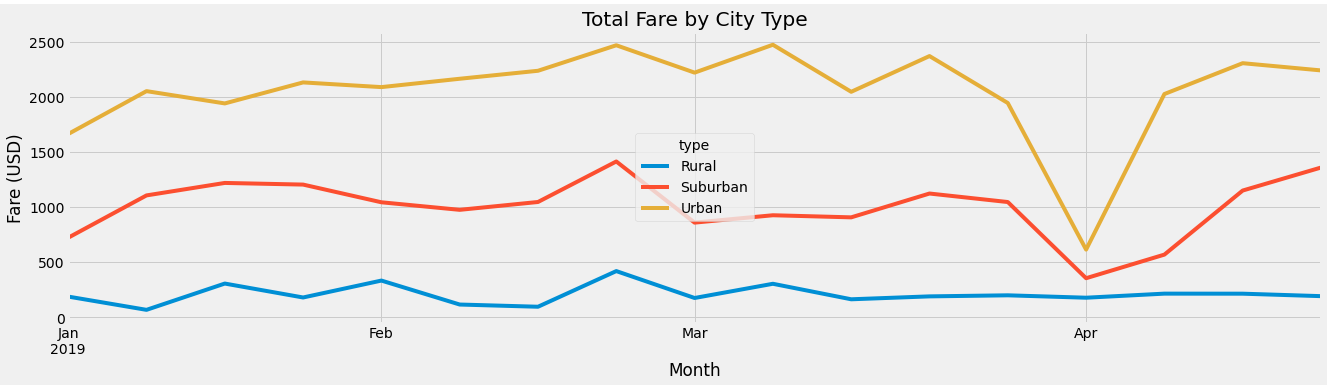 Total Fare by City Type
Fare (USD)
2500
2000
1500
1000
500
0
type
Rural
Suburban
Urban
Jan Feb Mar Apr
2019
Month